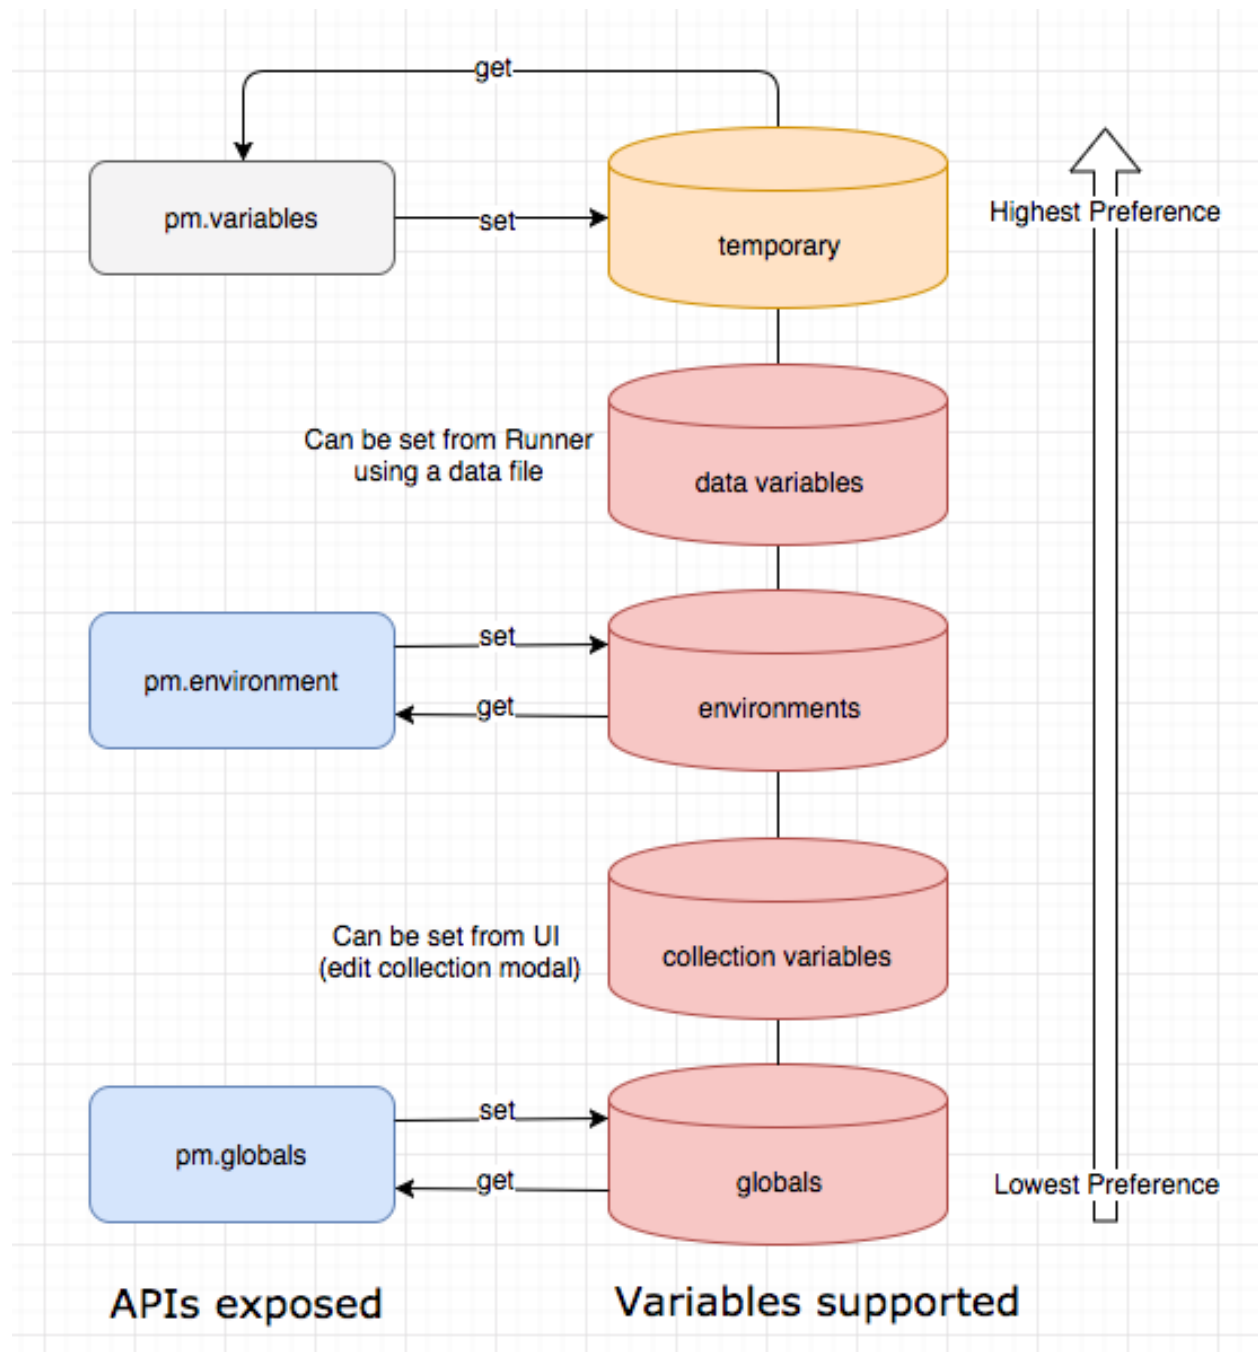 get
pm.variables
set
temporary
Highest Preference
Can be set from Runner
using a data file
data variables
pm.environment
set
get
environments
Can be set from UI
(edit collection modal)
collection variables
pm.globals
set
get
globals
Lowest Preference
APIs exposed
Variables supported